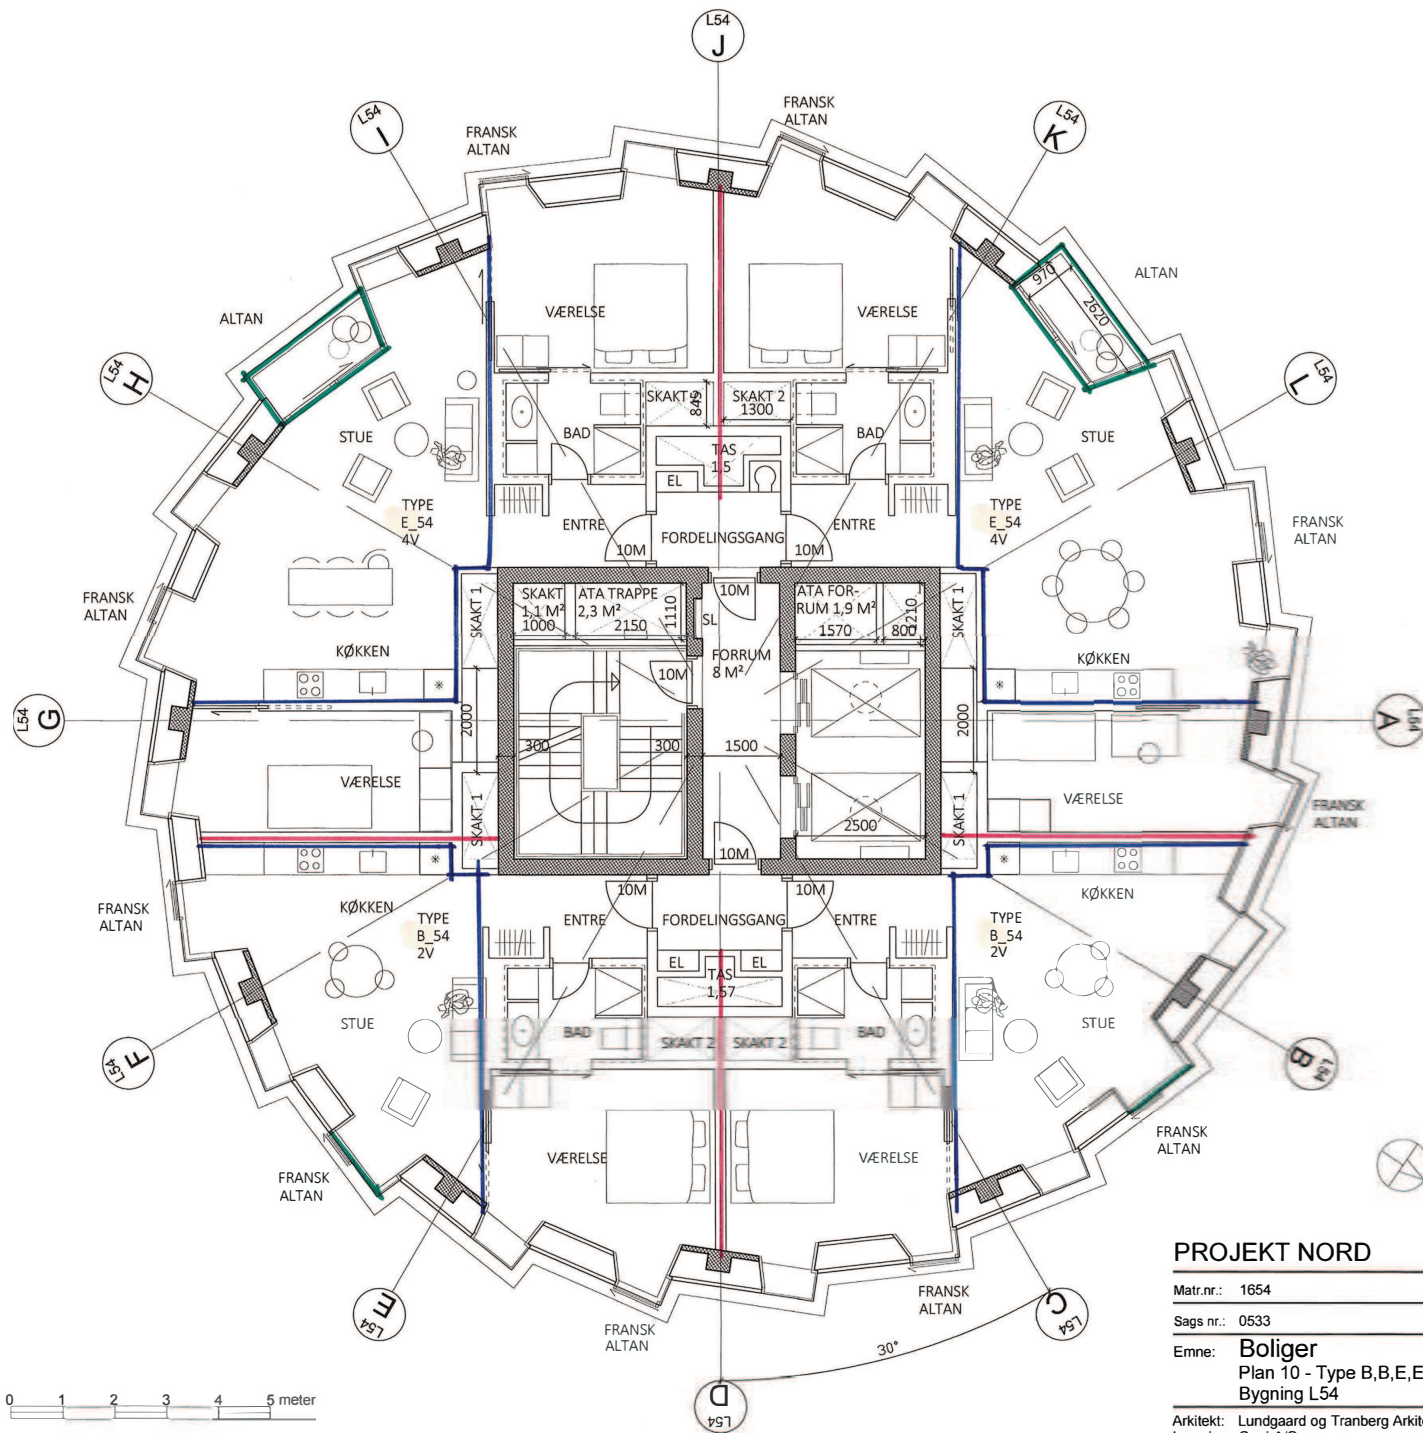 L54
J
L54
I
L54
K
FRANSK
ALTAN
FRANSK
ALTAN
ALTAN
ALTAN
970
2620
L54
H
L54
L
VÆRELSE
VÆRELSE
SKAKT 2
845
SKAKT 2
1300
STUE
BAD
TAS
1,5
BAD
STUE
EL
TYPE
E_54
4V
ENTRE
FORDELINGSGANG
ENTRE
TYPE
E_54
4V
10M
10M
FRANSK
ALTAN
FRANSK
ALTAN
SKAKT 1
SKAKT
1,1 M²
1000
ATA TRAPPE
2,3 M²
2150
1110
SL
10M
ATA FOR-
RUM 1,9 M²
1570
800
1210
SKAKT 1
KØKKEN
10M
FORRUM
8 M²
KØKKEN
L54
G
2000
300
300
1500
2000
L54
A
VÆRELSE
VÆRELSE
SKAKT 1
2500
SKAKT 1
FRANSK
ALTAN
10M
KØKKEN
KØKKEN
FRANSK
ALTAN
TYPE
B_54
2V
10M
ENTRE
FORDELINGSGANG
ENTRE
10M
TYPE
B_54
2V
EL
EL
TAS
1,57
STUE
BAD
SKAKT 2
SKAKT 2
BAD
STUE
L54
F
L54
B
VÆRELSE
VÆRELSE
FRANSK
ALTAN
FRANSK
ALTAN
L54
E
FRANSK
ALTAN
FRANSK
ALTAN
L54
C
30°
L54
D
0 1 2 3 4 5 meter
PROJEKT NORD
Matr.nr.: 1654
Sags nr.: 0533
Emne: Boliger
Plan 10 - Type B,B,E,E
Bygning L54
Arkitekt: Lundgaard og Tranberg